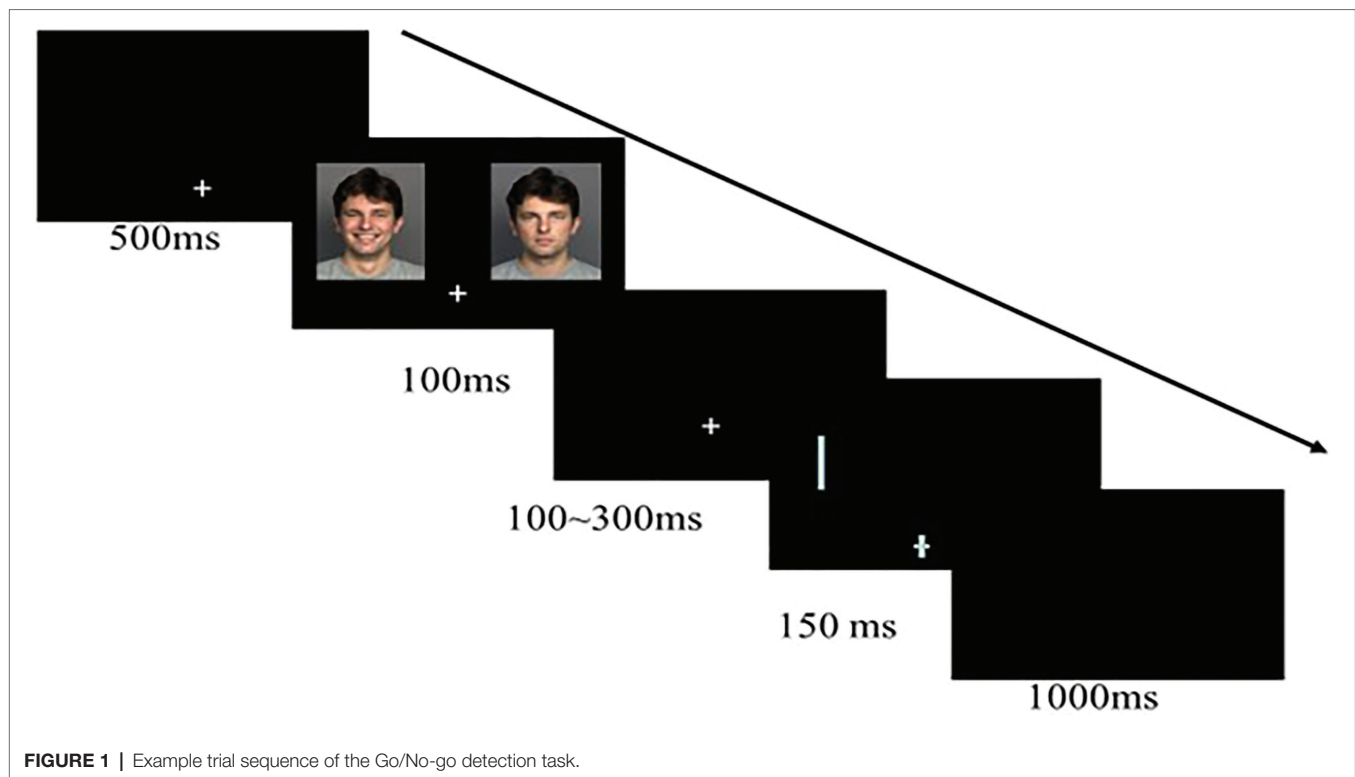 500ms
100ms
100~300ms
150 ms
1000ms
FIGURE 1 | Example trial sequence of the Go/No-go detection task.